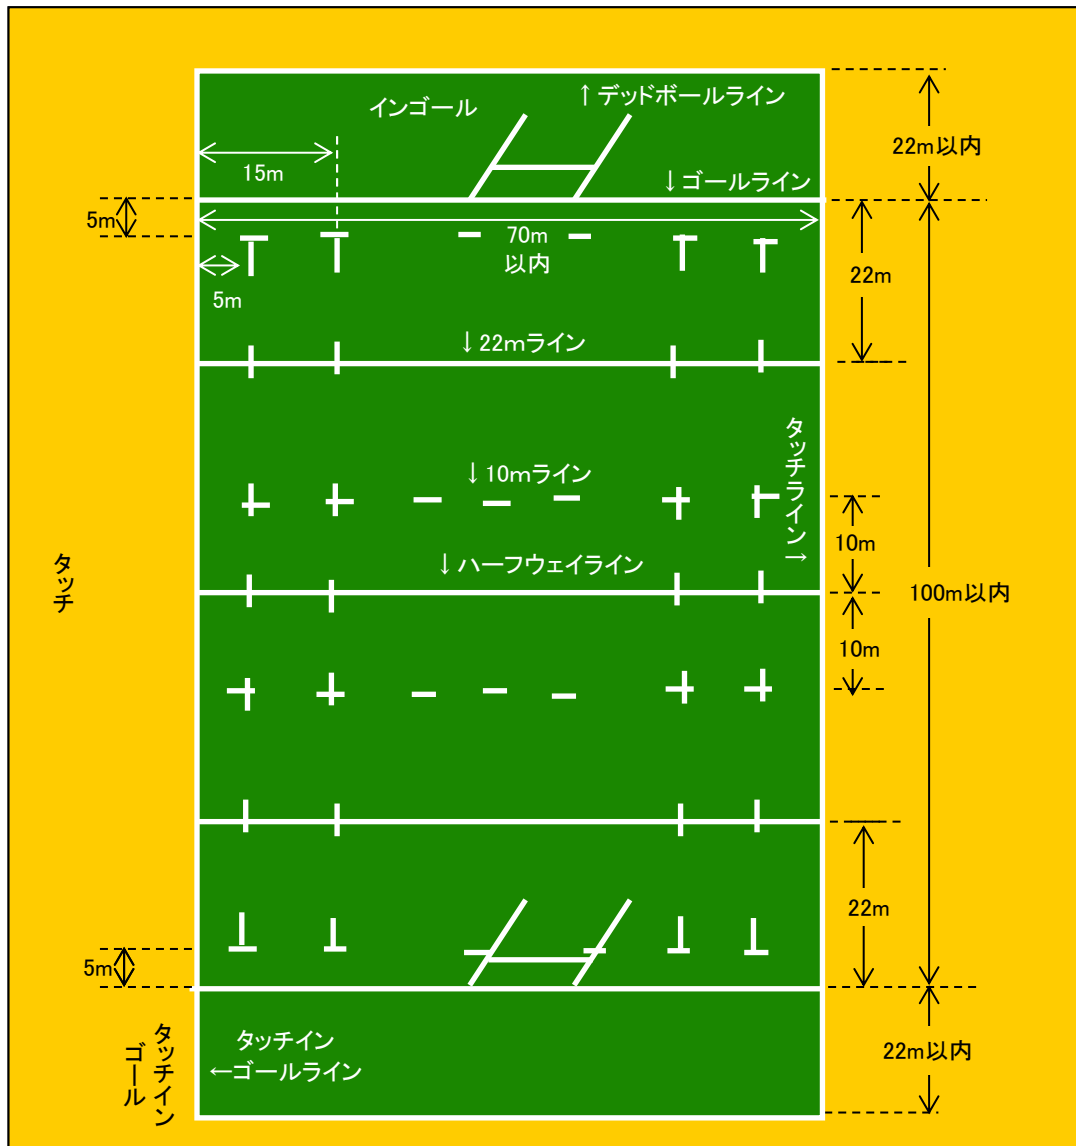 インゴール
↑デッドボールライン
22m以内
15m
↓ゴールライン
5m
70m
以内
22m
5m
↓22mライン
タッチライン→
↓10mライン
10m
タッチ
↓ハーフウェイライン
100m以内
10m
22m
5m
タッチイン
ゴール
タッチイン
←ゴールライン
22m以内